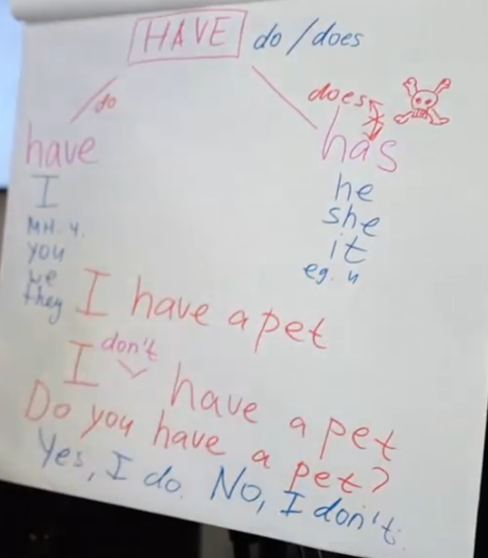 HAVE do / does
do
does
have
has
I
he
мн. ч.
she
you
it
we
ед. ч
they
I have a pet
I don't have a pet
Do you have a pet?
Yes, I do. No, I don't.